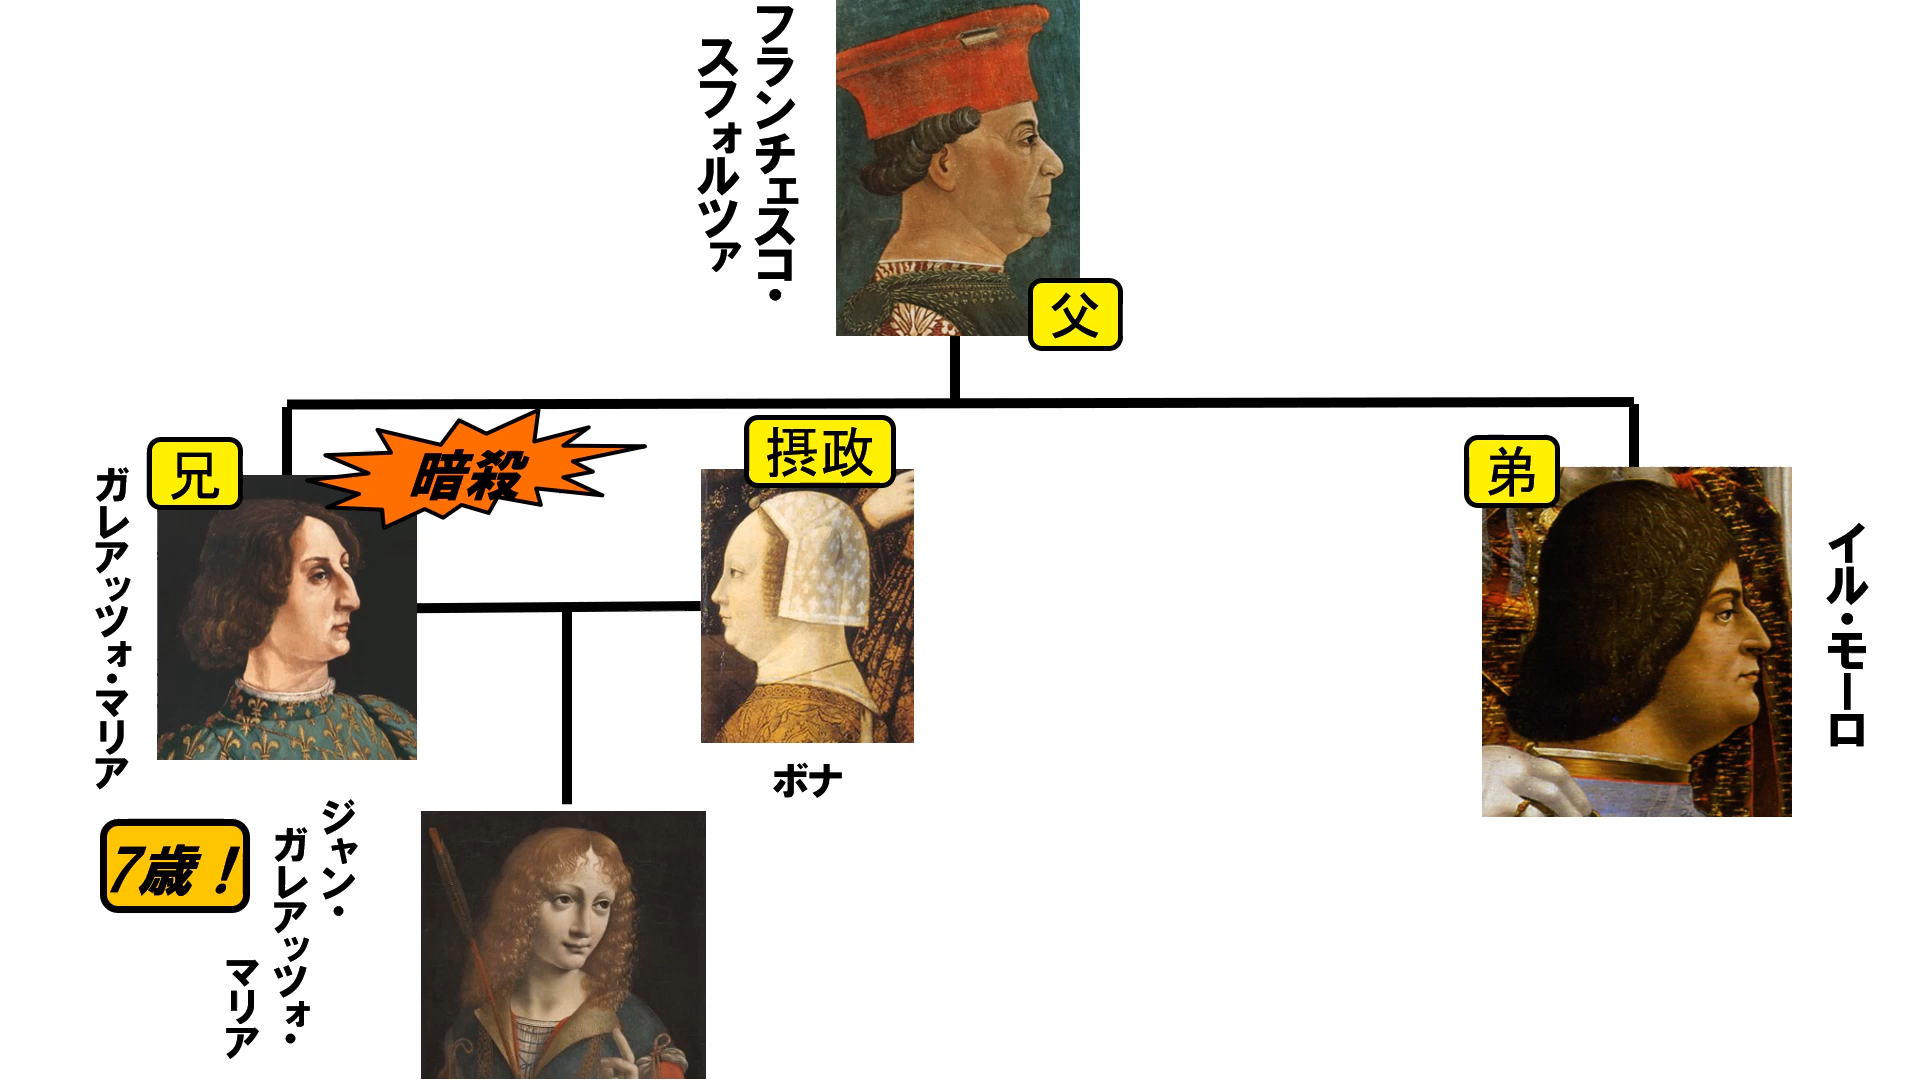 フランチェスコ・
スフォルツァ
父
兄
暗殺
摂政
弟
ガレアッツォ・マリア
イル・モーロ
ボナ
7歳！
ジャン・
ガレアッツォ・
マリア